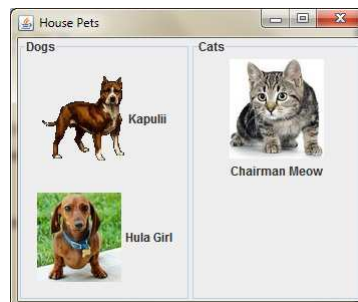 House Pets
Dogs
Kapulii
Hula Girl
Cats
Chairman Meow